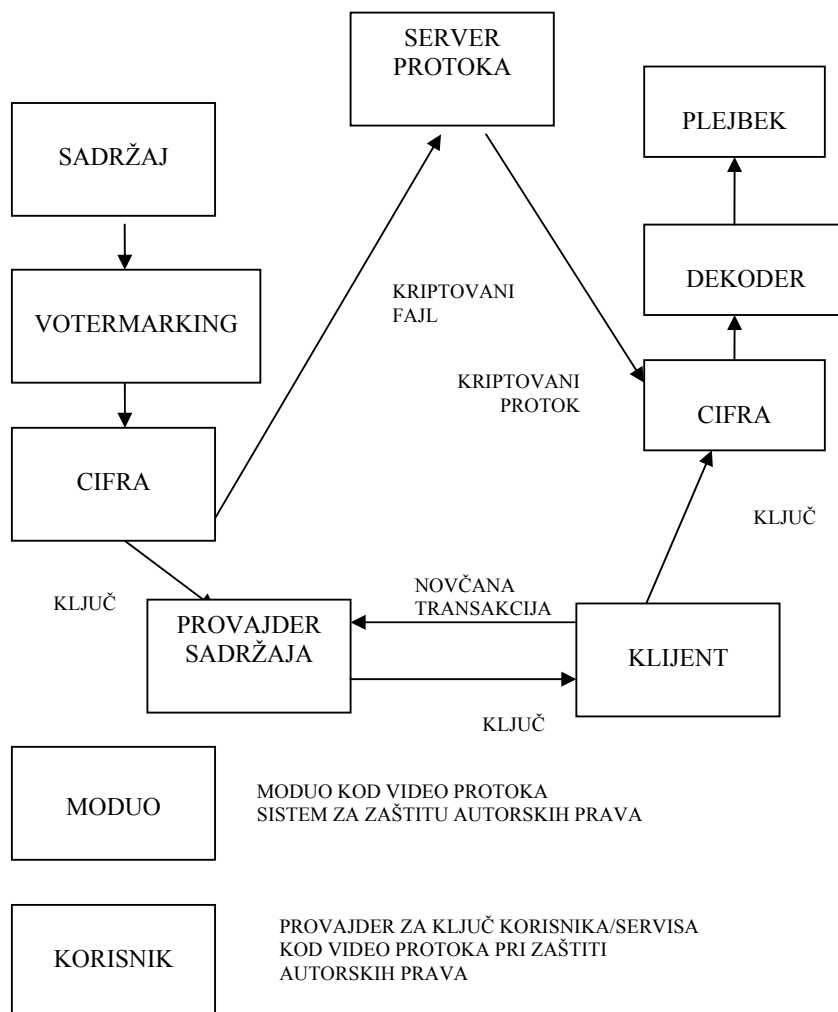 SERVER
PROTOKA
PLEJBEK
SADRŽAJ
DEKODER
VOTERMARKING
KRIPTOVANI
FAJL
KRIPTOVANI
PROTOK
CIFRA
CIFRA
KLJUČ
KLJUČ
NOVČANA
TRANSAKCIJA
PROVAJDER
SADRŽAJA
KLIJENT
KLJUČ
MODUO
MODUO KOD VIDEO PROTOKA
SISTEM ZA ZAŠTITU AUTORSKIH PRAVA
KORISNIK
PROVAJDER ZA KLJUČ KORISNIKA/SERVISA
KOD VIDEO PROTOKA PRI ZAŠTITI
AUTORSKIH PRAVA